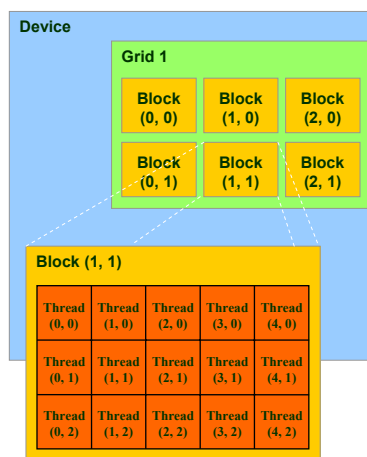 Device
Grid 1
Block Block Block
(0, 0) (1, 0) (2, 0)
Block Block Block
(0, 1) (1, 1) (2, 1)
Block (1, 1)
Thread Thread Thread Thread Thread
(0, 0) (1, 0) (2, 0) (3, 0) (4, 0)
Thread Thread Thread Thread Thread
(0, 1) (1, 1) (2, 1) (3, 1) (4, 1)
Thread Thread Thread Thread Thread
(0, 2) (1, 2) (2, 2) (3, 2) (4, 2)